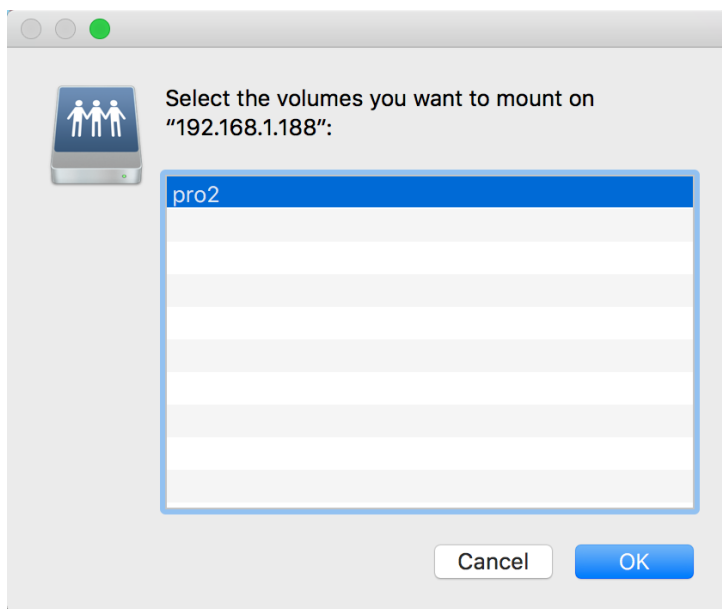 Select the volumes you want to mount on
“192.168.1.188”:
pro2
Cancel
OK